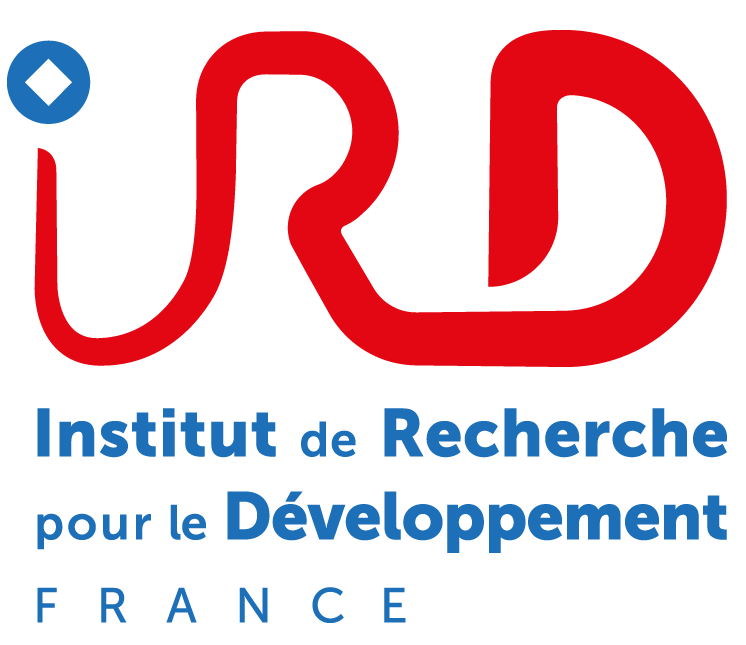 iRD
Institut de Recherche
pour le Développement
FRANCE